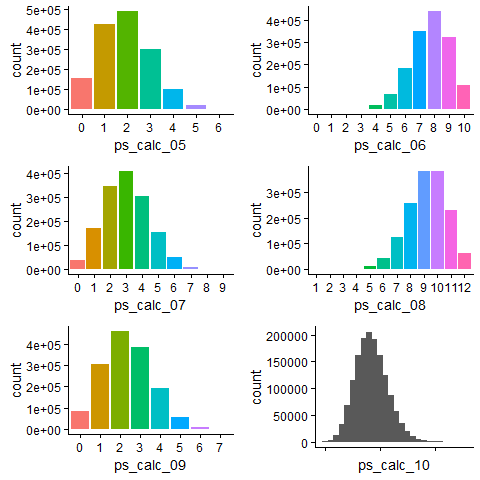 5e+05
4e+05
3e+05
2e+05
1e+05
0e+00
count
0 1 2 3 4 5 6
ps_calc_05
4e+05
3e+05
2e+05
1e+05
0e+00
count
0 1 2 3 4 5 6 7 8 9 10
ps_calc_06
4e+05
3e+05
2e+05
1e+05
0e+00
count
0 1 2 3 4 5 6 7 8 9
ps_calc_07
3e+05
2e+05
1e+05
0e+00
count
1 2 3 4 5 6 7 8 9 10 11 12
ps_calc_08
4e+05
3e+05
2e+05
1e+05
0e+00
count
0 1 2 3 4 5 6 7
ps_calc_09
200000
150000
100000
50000
0
count
ps_calc_10